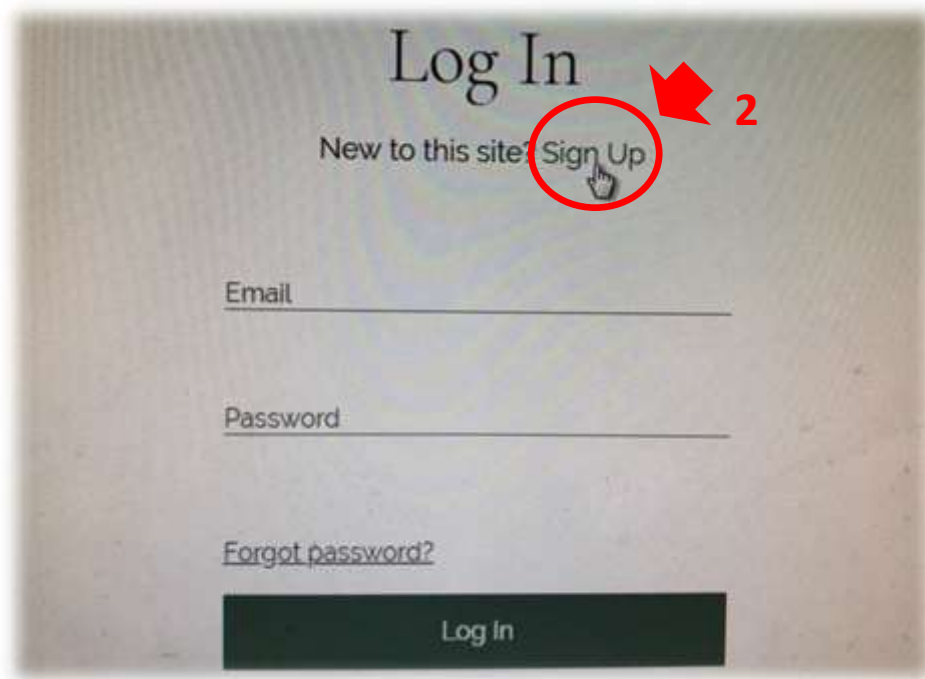 Log In
2
New to this site? Sign Up
Email
Password
Forgot password?
Log In